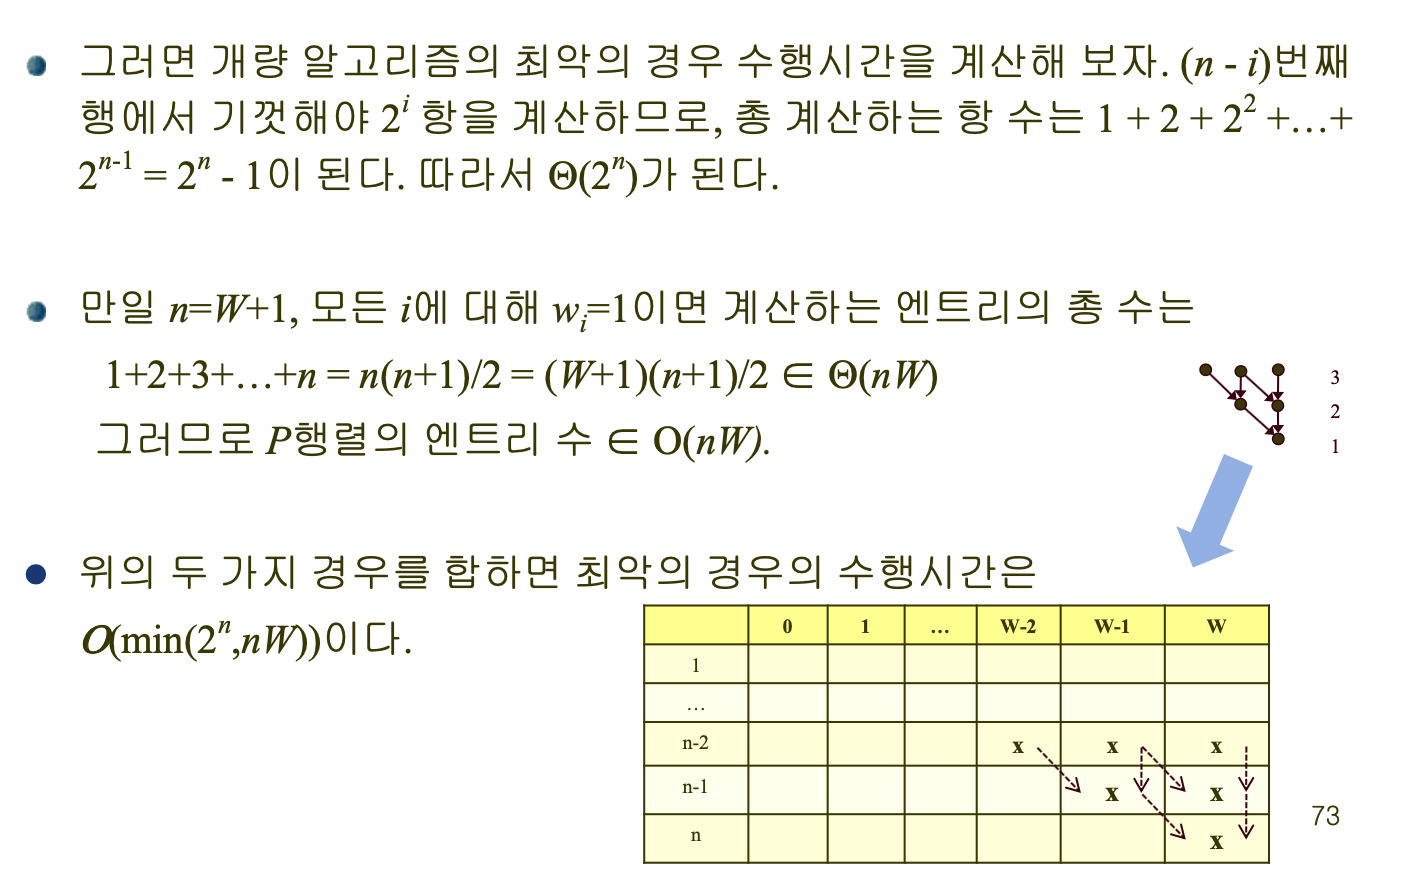 그러면 개량 알고리즘의 최악의 경우 수행시간을 계산해 보자. (n - i)번째
행에서 기껏해야 2^i 항을 계산하므로, 총 계산하는 항 수는 1 + 2 + 2^2 +…+
2^{n-1} = 2^n - 1이 된다. 따라서 Θ(2^n)가 된다.
만일 n=W+1, 모든 i에 대해 w_i=1이면 계산하는 엔트리의 총 수는
1+2+3+…+n = n(n+1)/2 = (W+1)(n+1)/2 ∈ Θ(nW)
그러므로 P행렬의 엔트리 수 ∈ O(nW).
3
2
1
위의 두 가지 경우를 합하면 최악의 경우의 수행시간은
O(min(2^n,nW))이다.
0 1 … W-2 W-1 W
1
…
n-2 x x x
n-1 x x
n x
73